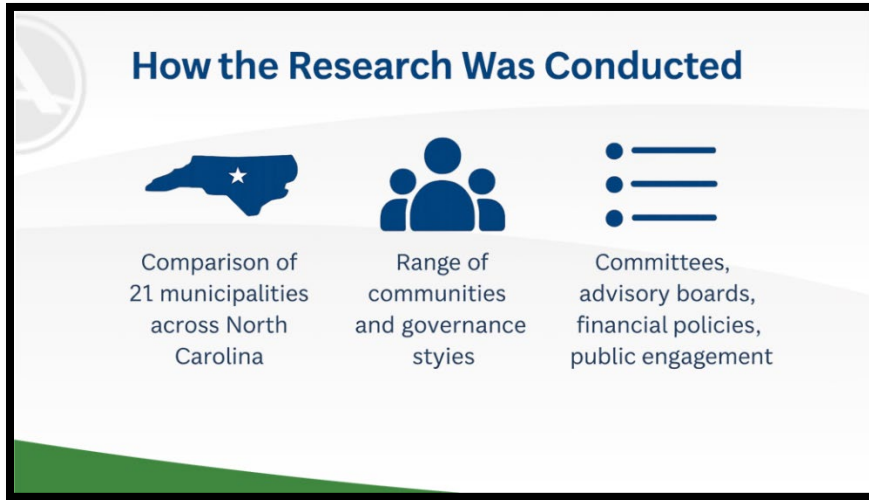 How the Research Was Conducted
Comparison of
21 municipalities
across North
Carolina
Range of
communities
and governance
styies
Committees,
advisory boards,
financial policies,
public engagement